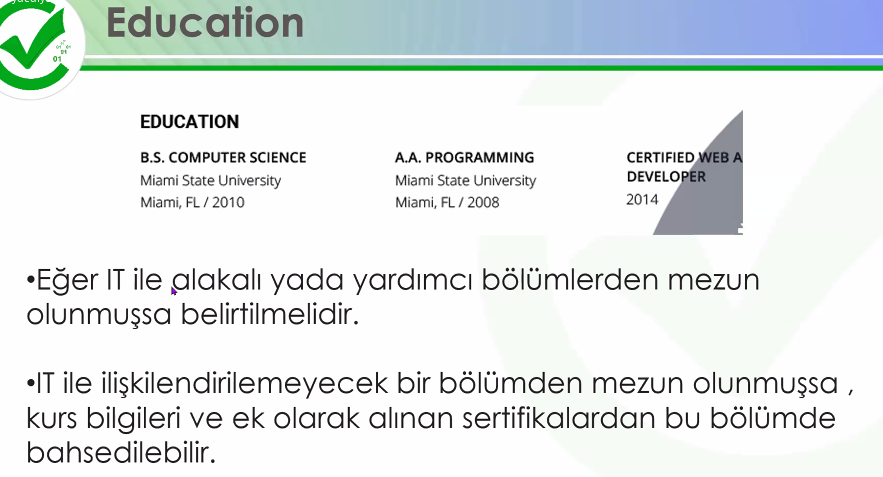 Education
EDUCATION
B.S. COMPUTER SCIENCE
Miami State University
Miami, FL / 2010
A.A. PROGRAMMING
Miami State University
Miami, FL / 2008
CERTIFIED WEB A
DEVELOPER
2014
•Eğer IT ile alakalı yada yardımcı bölümlerden mezun
olunmuşsa belirtilmelidir.
•IT ile ilişkilendirilemeyecek bir bölümden mezun olunmuşsa ,
kurs bilgileri ve ek olarak alınan sertifikalardan bu bölümde
bahsedilebilir.